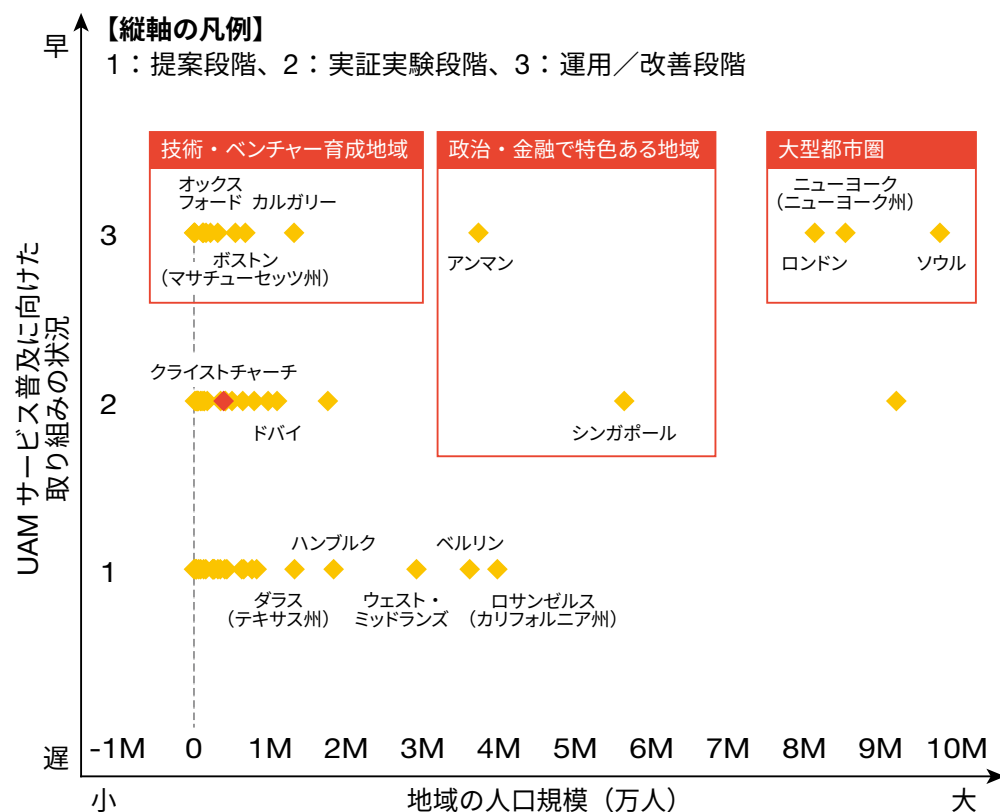 早
【縦軸の凡例】
1：提案段階、2：実証実験段階、3：運用／改善段階
技術・ベンチャー育成地域
政治・金融で特色ある地域
大型都市圏
オックス
フォード
カルガリー
ニューヨーク
（ニューヨーク州）
3
ボストン
（マサチューセッツ州）
アンマン
ロンドン
ソウル
UAMサービス普及に向けた
取り組みの状況
クライストチャーチ
2
ドバイ
シンガポール
ハンブルク
ベルリン
1
ダラス
（テキサス州）
ウェスト・
ミッドランズ
ロサンゼルス
（カリフォルニア州）
遅
-1M 0 1M 2M 3M 4M 5M 6M 7M 8M 9M 10M
小
地域の人口規模（万人）
大